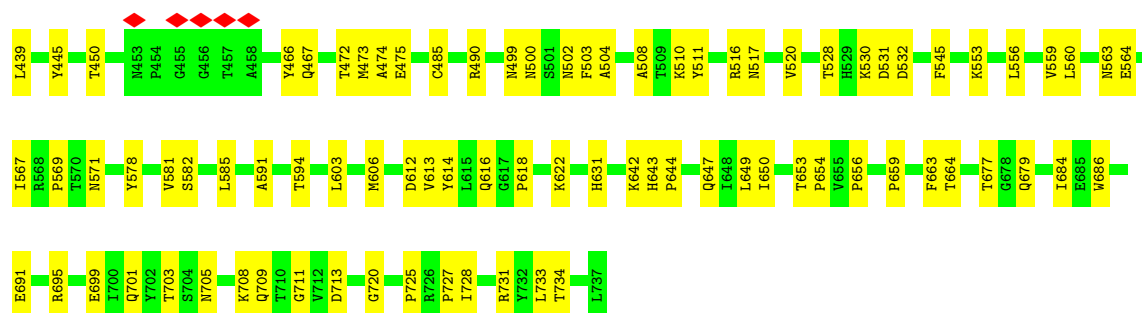 L439 Y445 T450 N453 P454 G455 G456 T457 A458 Y466 Q467 T472 M473 A474 E475 C485 R490 N499 N500 S501 N502 F503 A504 A508 T509 K510 Y511 R516 N517 V520 T528 H529 K530 D531 D532 F545 K553 L556 V559 L560 N563 E564
I567 R568 P569 T570 N571 Y578 V581 S582 L585 A591 T594 L603 M606 D612 V613 Y614 L615 Q616 G617 P618 K622 H631 K642 H643 P644 Q647 I648 L649 I650 T653 P654 V655 P656 P659 F663 T664 T677 G678 Q679 I684 E685 W686
E691 R695 E699 I700 Q701 Y702 T703 S704 N705 K708 Q709 T710 G711 V712 D713 G720 P725 R726 P727 I728 R731 Y732 L733 T734 L737